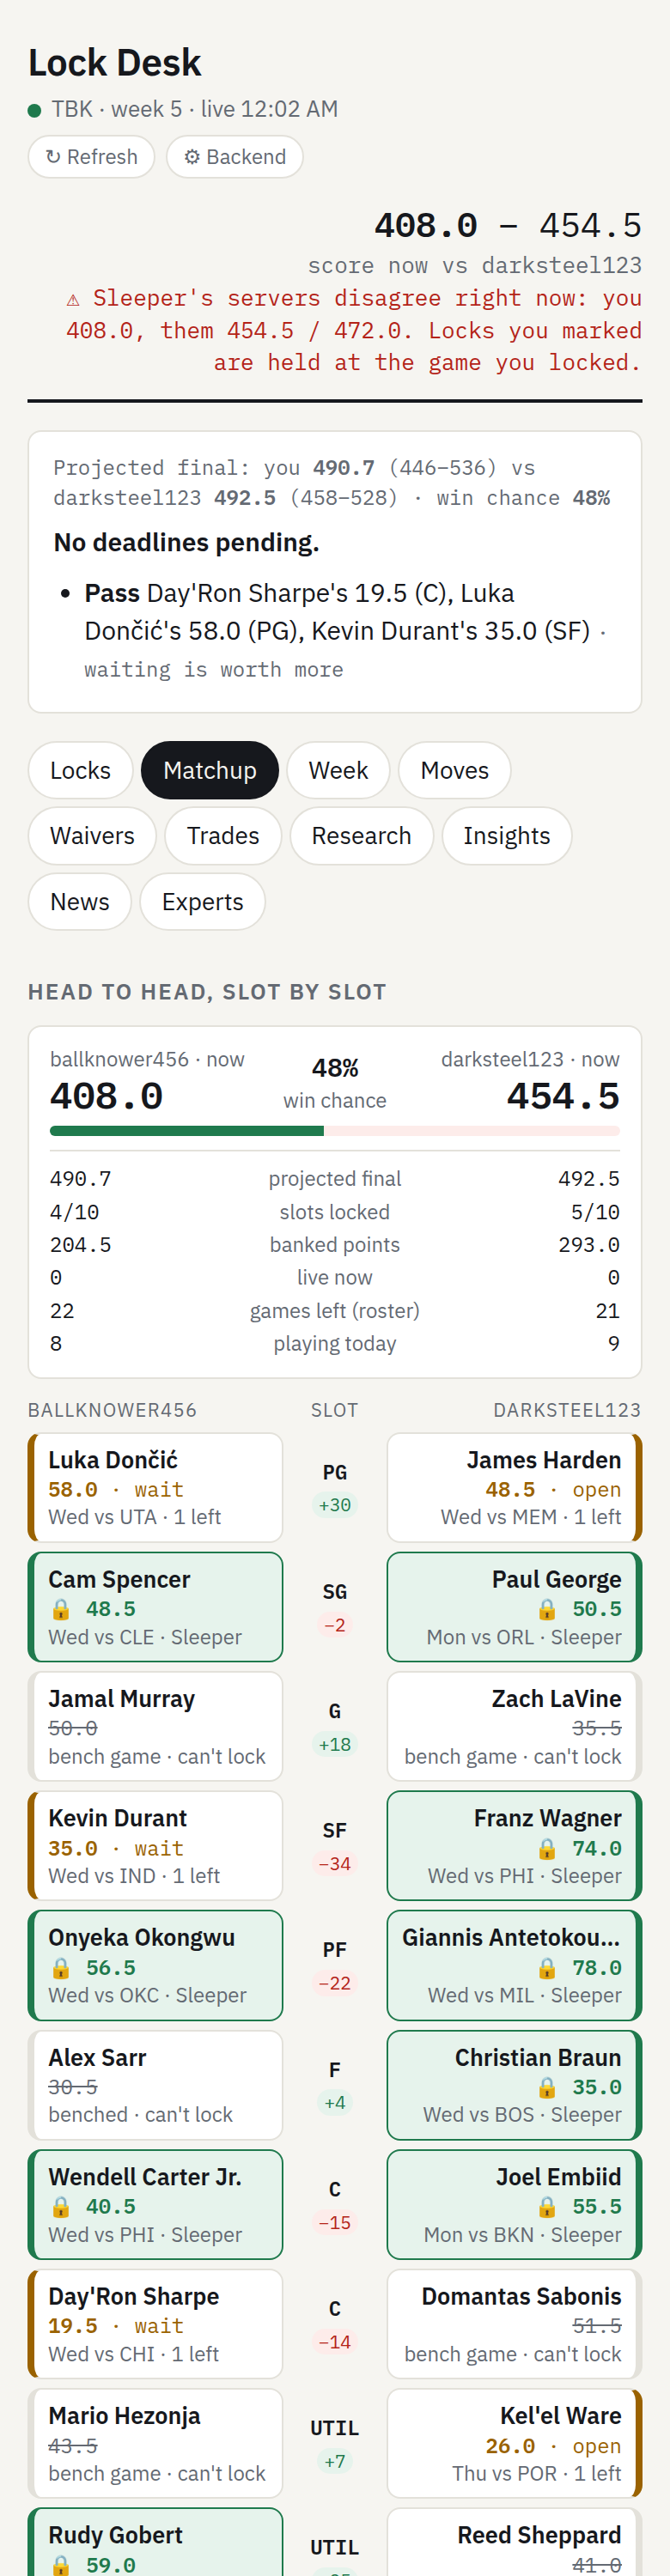 Lock Desk
TBK · week 5 · live 12:02 AM
↻ Refresh
⚙ Backend
408.0 – 454.5
score now vs darksteel123
⚠ Sleeper's servers disagree right now: you
408.0, them 454.5 / 472.0. Locks you marked
are held at the game you locked.
Projected final: you 490.7 (446–536) vs
darksteel123 492.5 (458–528) · win chance 48%
No deadlines pending.
• Pass Day'Ron Sharpe's 19.5 (C), Luka
Dončić's 58.0 (PG), Kevin Durant's 35.0 (SF) ·
waiting is worth more
Locks Matchup Week Moves
Waivers Trades Research Insights
News Experts
HEAD TO HEAD, SLOT BY SLOT
ballknower456 · now 48% darksteel123 · now
408.0 win chance 454.5
490.7 projected final 492.5
4/10 slots locked 5/10
204.5 banked points 293.0
0 live now 0
22 games left (roster) 21
8 playing today 9
BALLKNOWER456 SLOT DARKSTEEL123
Luka Dončić
58.0 · wait
Wed vs UTA · 1 left
PG
+30
James Harden
48.5 · open
Wed vs MEM · 1 left
Cam Spencer
🔒 48.5
Wed vs CLE · Sleeper
SG
−2
Paul George
🔒 50.5
Mon vs ORL · Sleeper
Jamal Murray
50.0
bench game · can't lock
G
+18
Zach LaVine
35.5
bench game · can't lock
Kevin Durant
35.0 · wait
Wed vs IND · 1 left
SF
−34
Franz Wagner
🔒 74.0
Wed vs PHI · Sleeper
Onyeka Okongwu
🔒 56.5
Wed vs OKC · Sleeper
PF
−22
Giannis Antetokou...
🔒 78.0
Wed vs MIL · Sleeper
Alex Sarr
30.5
benched · can't lock
F
+4
Christian Braun
🔒 35.0
Wed vs BOS · Sleeper
Wendell Carter Jr.
🔒 40.5
Wed vs PHI · Sleeper
C
−15
Joel Embiid
🔒 55.5
Mon vs BKN · Sleeper
Day'Ron Sharpe
19.5 · wait
Wed vs CHI · 1 left
C
−14
Domantas Sabonis
51.5
bench game · can't lock
Mario Hezonja
43.5
bench game · can't lock
UTIL
+7
Kel'el Ware
26.0 · open
Thu vs POR · 1 left
Rudy Gobert
🔒 59.0
UTIL
Reed Sheppard
41.0